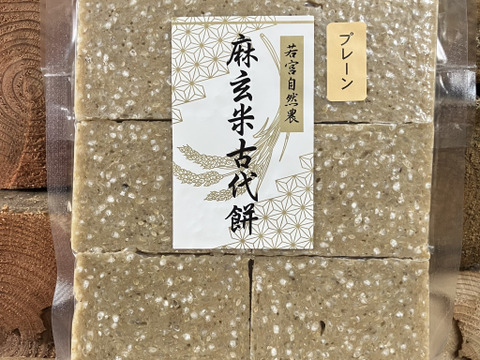 プレーン
若宮自然農
麻玄米古代餅